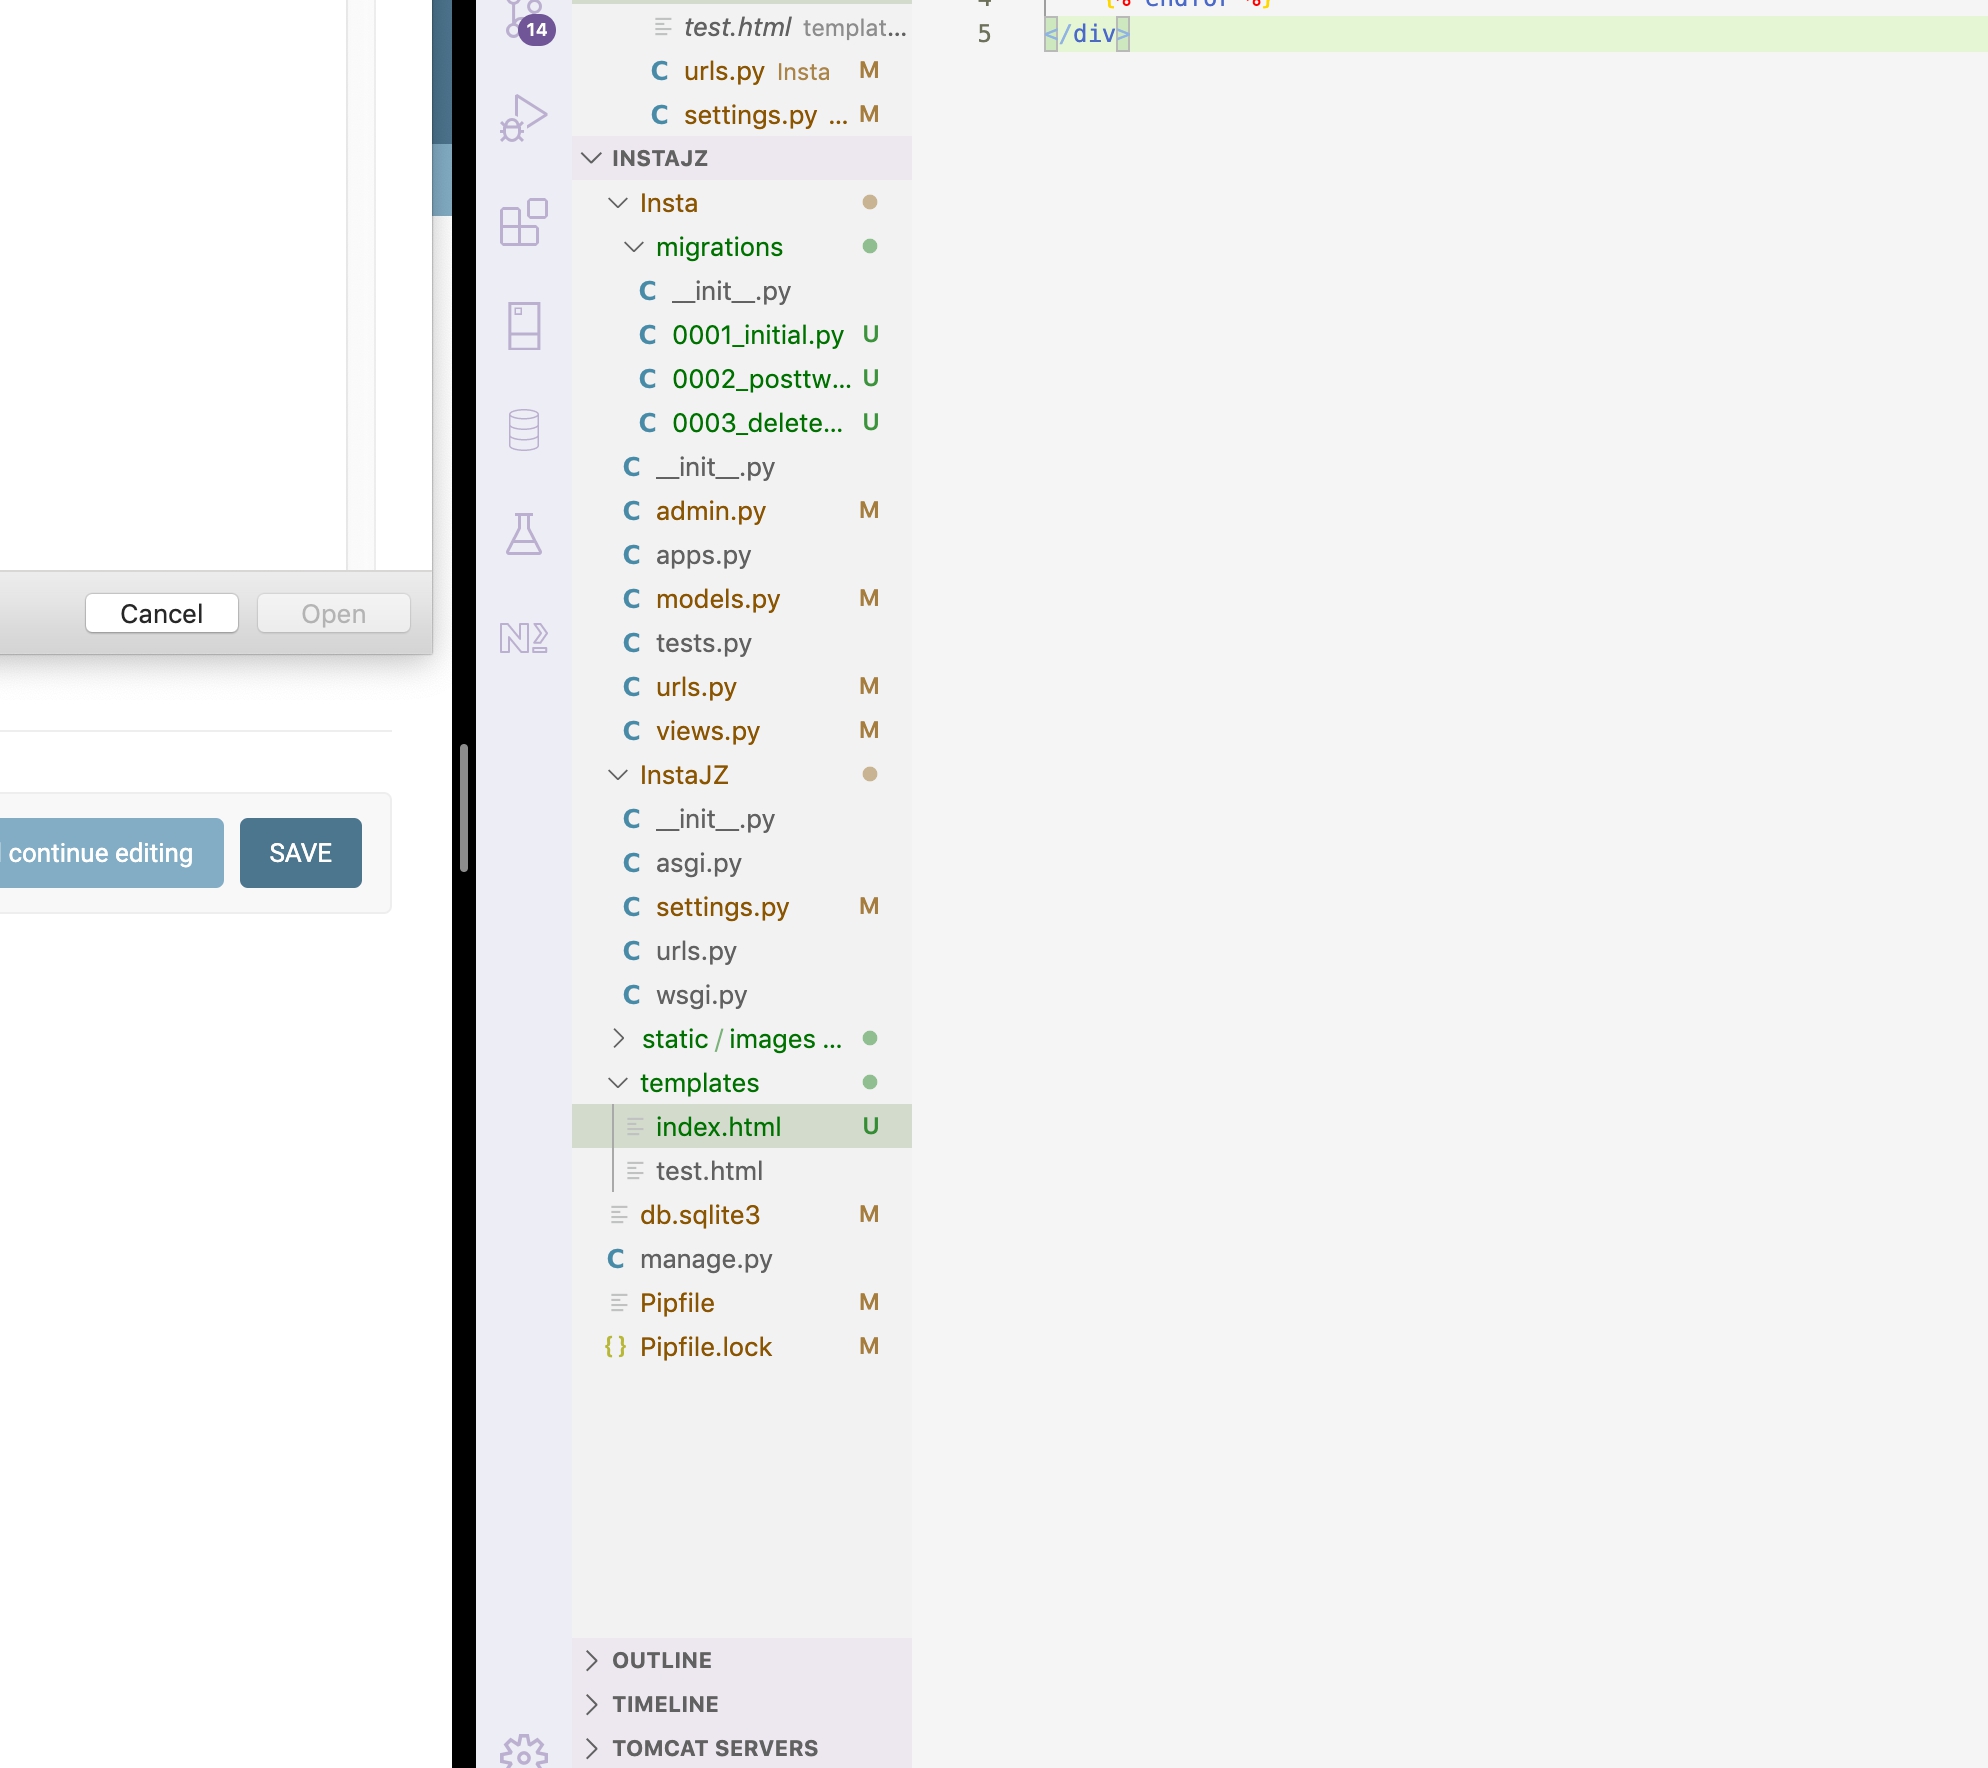 Cancel
Open
continue editing
SAVE
14
test.html templat...
urls.py Insta M
settings.py ... M
INSTAJZ
Insta
migrations
C __init__.py
C 0001_initial.py U
C 0002_posttw... U
C 0003_delete... U
C __init__.py
C admin.py M
C apps.py
C models.py M
C tests.py
C urls.py M
C views.py M
InstaJZ
C __init__.py
C asgi.py
C settings.py M
C urls.py
C wsgi.py
static / images ...
templates
index.html U
test.html
db.sqlite3 M
C manage.py
Pipfile M
{} Pipfile.lock M
OUTLINE
TIMELINE
TOMCAT SERVERS
4 {% endfor %}
5 </div>